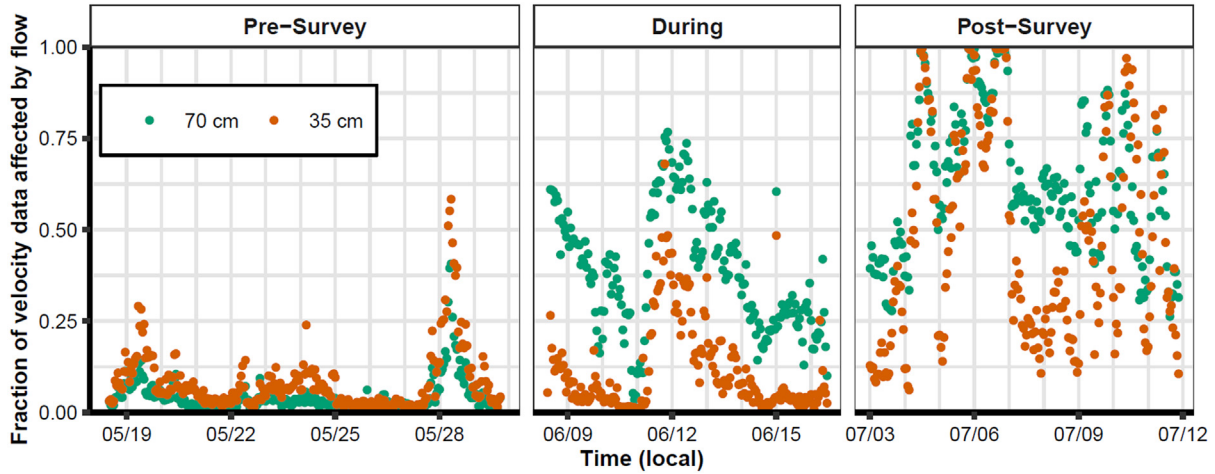 Pre−Survey
During
Post−Survey
Fraction of velocity data affected by flow
1.00
0.75
0.50
0.25
0.00
70 cm
35 cm
05/19
05/22
05/25
05/28
06/09
06/12
06/15
07/03
07/06
07/09
07/12
Time (local)